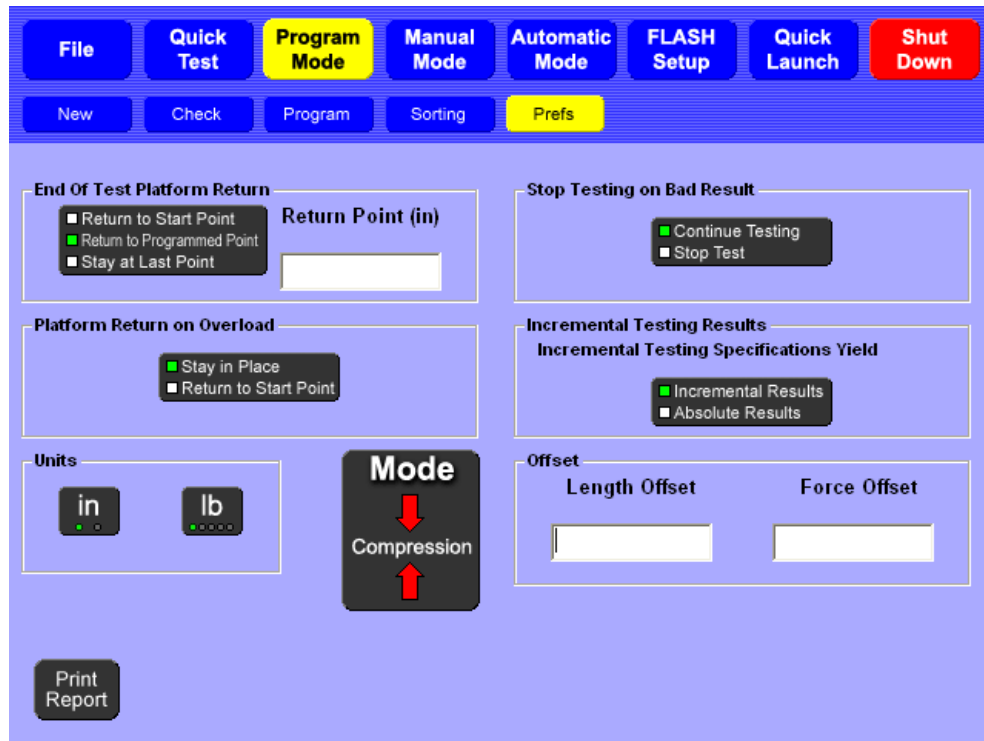 File
Quick
Test
Program
Mode
Manual
Mode
Automatic
Mode
FLASH
Setup
Quick
Launch
Shut
Down
New
Check
Program
Sorting
Prefs
End Of Test Platform Return
Return to Start Point
Return to Programmed Point
Stay at Last Point
Return Point (in)
Stop Testing on Bad Result
Continue Testing
Stop Test
Platform Return on Overload
Stay in Place
Return to Start Point
Incremental Testing Results
Incremental Testing Specifications Yield
Incremental Results
Absolute Results
Units
in
lb
Mode
Compression
Offset
Length Offset
Force Offset
Print
Report